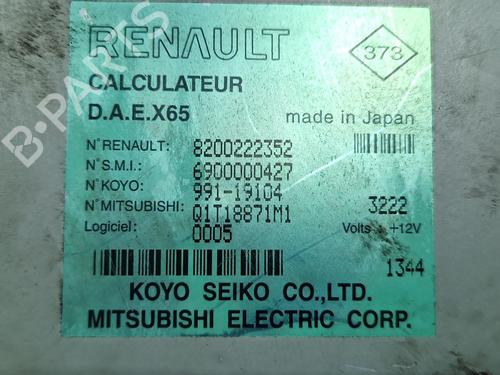 RENAULT
373
CALCULATEUR
D.A.E.X65
made in Japan
N° RENAULT: 8200222352
N° S.M.I.: 6900000427
N° KOYO: 991-19104
N° MITSUBISHI: Q1T18871M1 3222
Logiciel: 0005 Volts : +12V
1344
KOYO SEIKO CO.,LTD.
MITSUBISHI ELECTRIC CORP.
B-PARTS